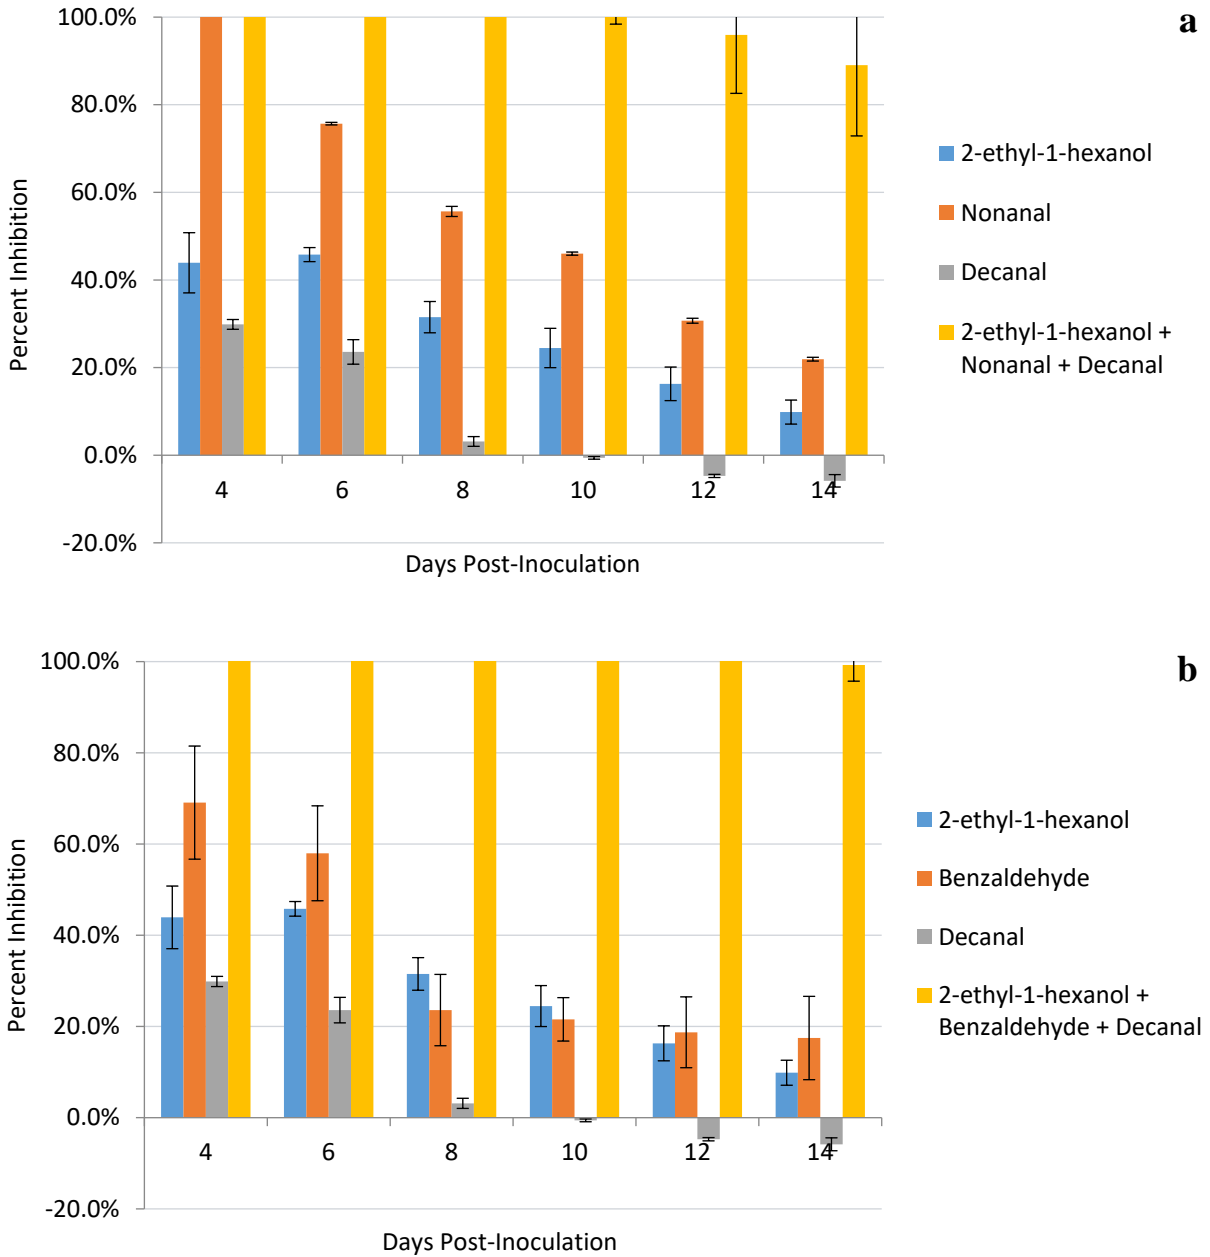 a
100.0%
80.0%
60.0%
40.0%
20.0%
0.0%
-20.0%
Percent Inhibition
4 6 8 10 12 14
Days Post-Inoculation
2-ethyl-1-hexanol
Nonanal
Decanal
2-ethyl-1-hexanol +
Nonanal + Decanal
b
100.0%
80.0%
60.0%
40.0%
20.0%
0.0%
-20.0%
Percent Inhibition
4 6 8 10 12 14
Days Post-Inoculation
2-ethyl-1-hexanol
Benzaldehyde
Decanal
2-ethyl-1-hexanol +
Benzaldehyde + Decanal